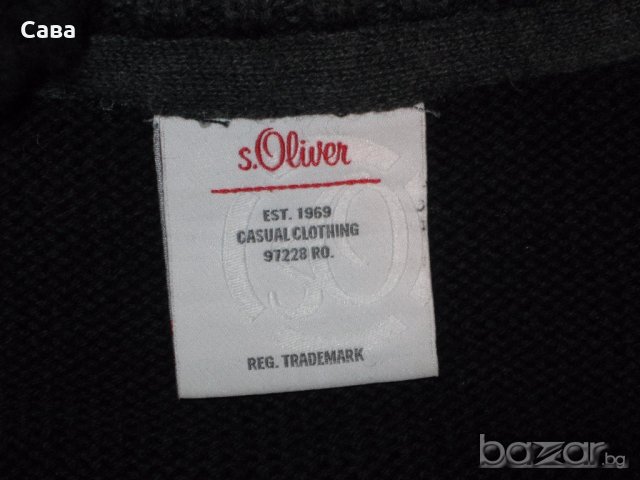 Сава
s.Oliver
EST. 1969
CASUAL CLOTHING
97228 RO.
REG. TRADEMARK
bazar.bg